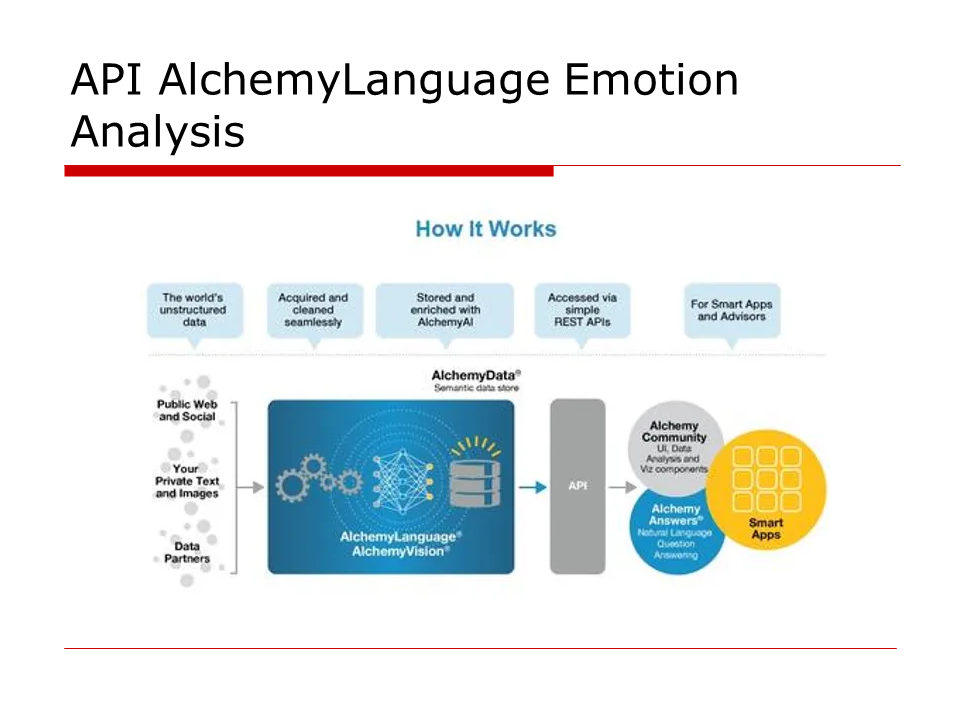 API AlchemyLanguage Emotion
Analysis
How it Works
The world's
unstructured
data
Acquired and
cleaned
seamlessly
Stored and
enriched with
AlchemyAI
Accessed via
simple
REST APIs
For Smart Apps
and Advisors
AlchemyData®
Semantic data store
Public Web
and Social
Your
Private Text
and Images
Data
Partners
AlchemyLanguage®
AlchemyVision®
API
Alchemy
Community
UI, Data
Analysis and
Viz components
Alchemy
Answers®
Natural Language
Question
Answering
Smart
Apps